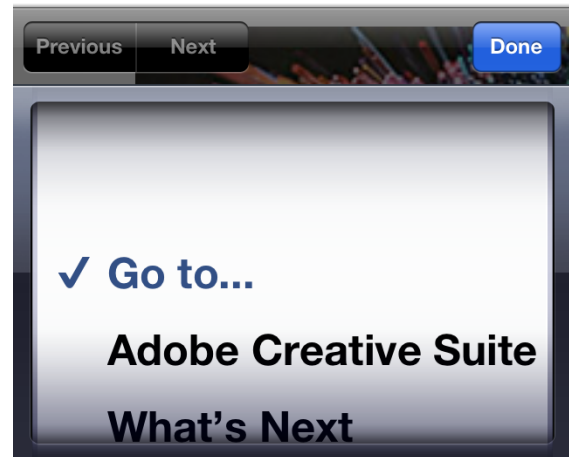 Previous Next Done
✓ Go to...
Adobe Creative Suite
What’s Next